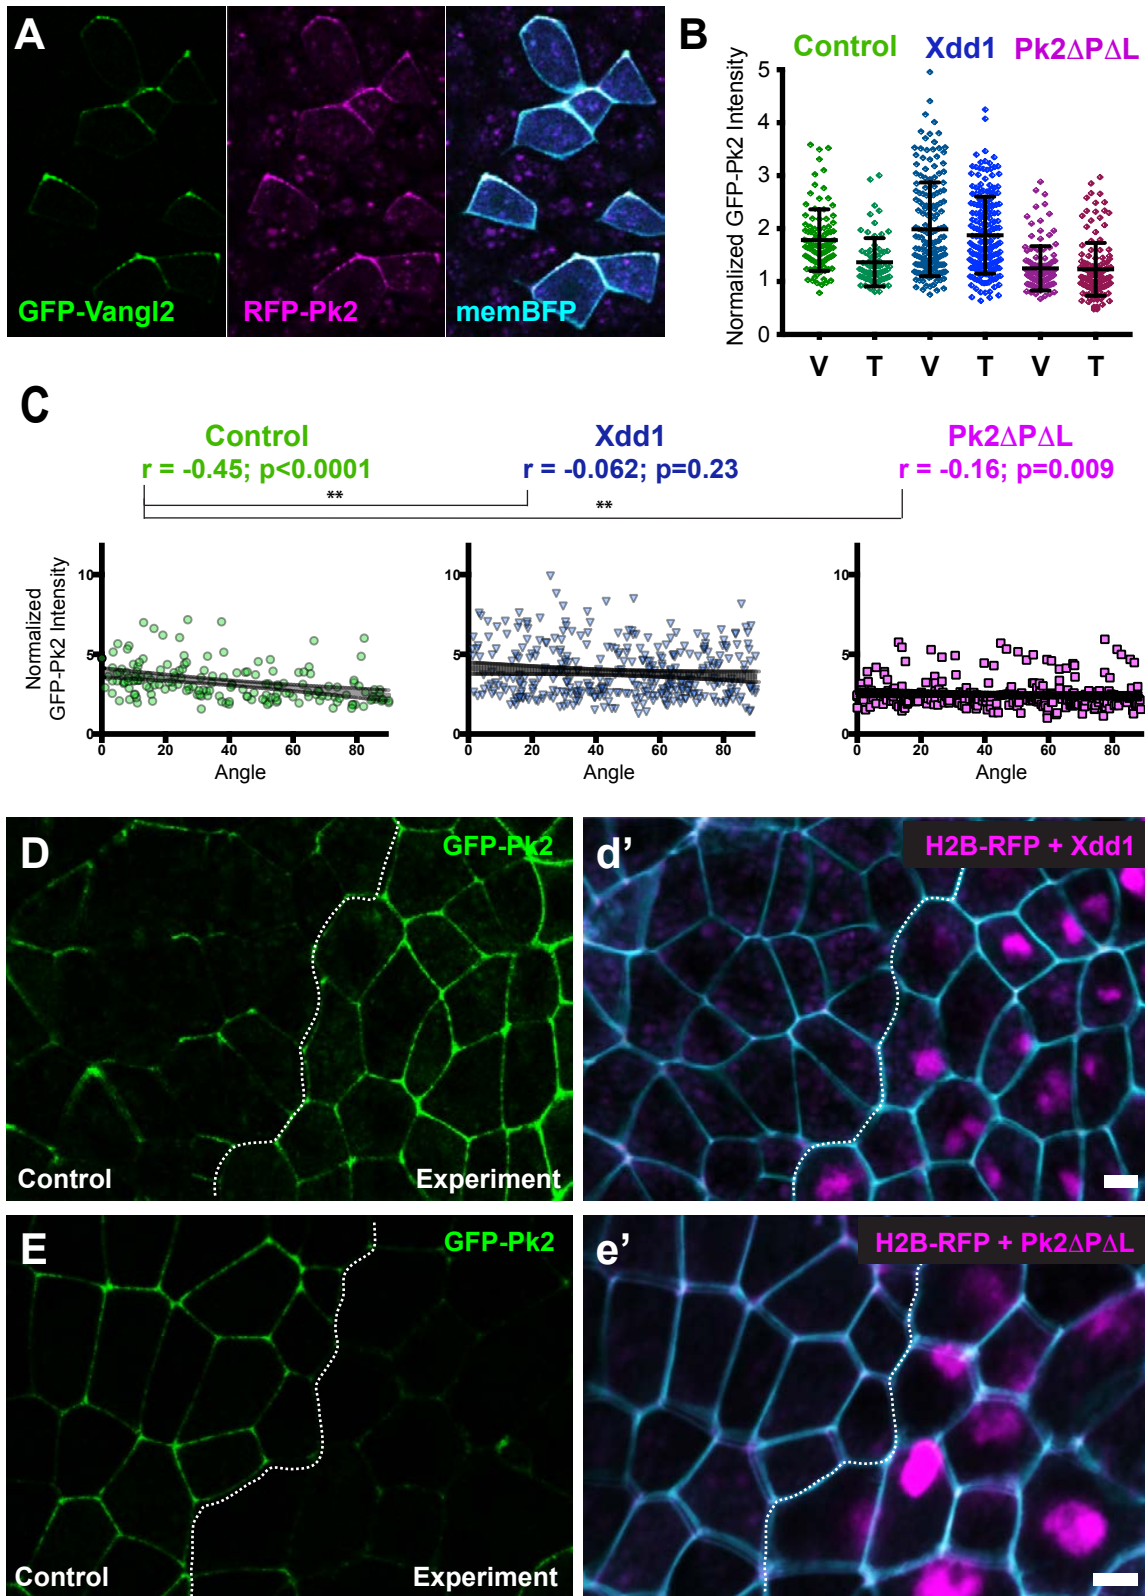 A
GFP-Vangl2
RFP-Pk2
memBFP
B
Control Xdd1 Pk2ΔPΔL
Normalized GFP-Pk2 Intensity
5
4
3
2
1
0
V T V T V T
C
Control
r = -0.45; p<0.0001
Xdd1
r = -0.062; p=0.23
Pk2ΔPΔL
r = -0.16; p=0.009
**
**
Normalized
GFP-Pk2 Intensity
10
5
0
0 20 40 60 80
Angle
10
5
0
0 20 40 60 80
Angle
10
5
0
0 20 40 60 80
Angle
D
GFP-Pk2
Control
Experiment
d’
H2B-RFP + Xdd1
E
GFP-Pk2
Control
Experiment
e’
H2B-RFP + Pk2ΔPΔL